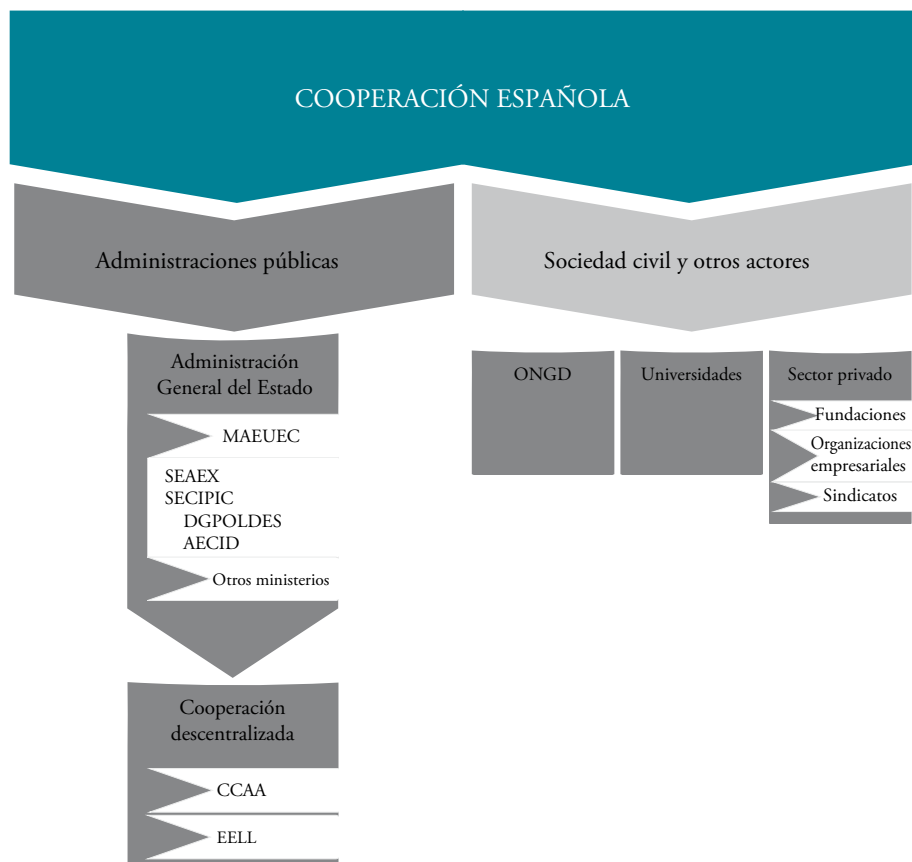 COOPERACIÓN ESPAÑOLA
Administraciones públicas
Administración
General del Estado
MAEUEC
SEAEX
SECIPIC
DGPOLDES
AECID
Otros ministerios
Cooperación
descentralizada
CCAA
EELL
Sociedad civil y otros actores
ONGD
Universidades
Sector privado
Fundaciones
Organizaciones
empresariales
Sindicatos